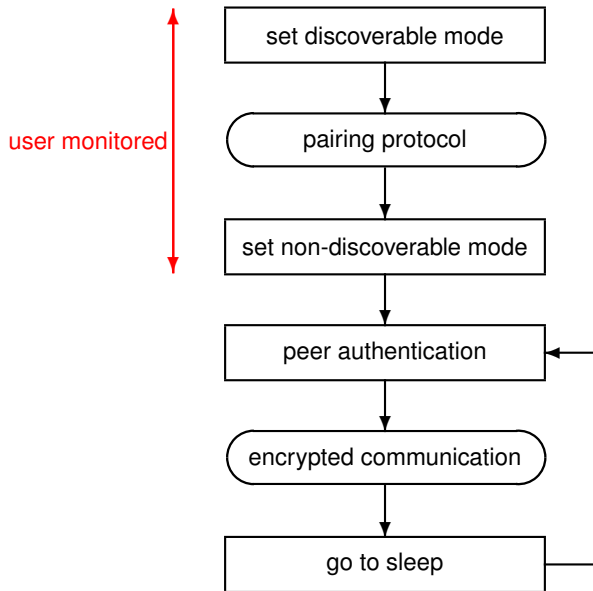 set discoverable mode
user monitored
pairing protocol
set non-discoverable mode
peer authentication
encrypted communication
go to sleep